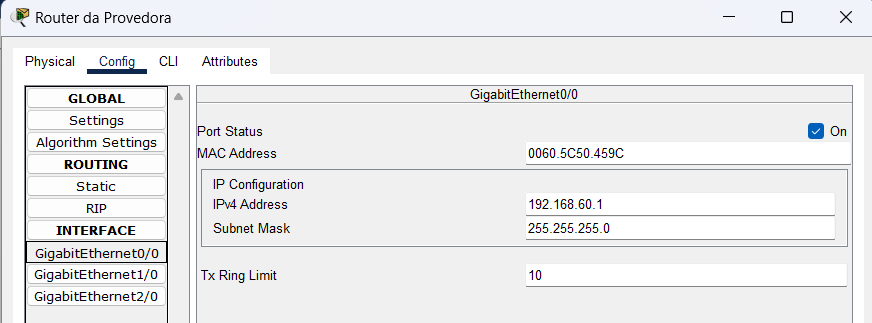 Router da Provedora
Physical Config CLI Attributes
GLOBAL
Settings
Algorithm Settings
ROUTING
Static
RIP
INTERFACE
GigabitEthernet0/0
GigabitEthernet1/0
GigabitEthernet2/0
GigabitEthernet0/0
Port Status On
MAC Address 0060.5C50.459C
IP Configuration
IPv4 Address 192.168.60.1
Subnet Mask 255.255.255.0
Tx Ring Limit 10